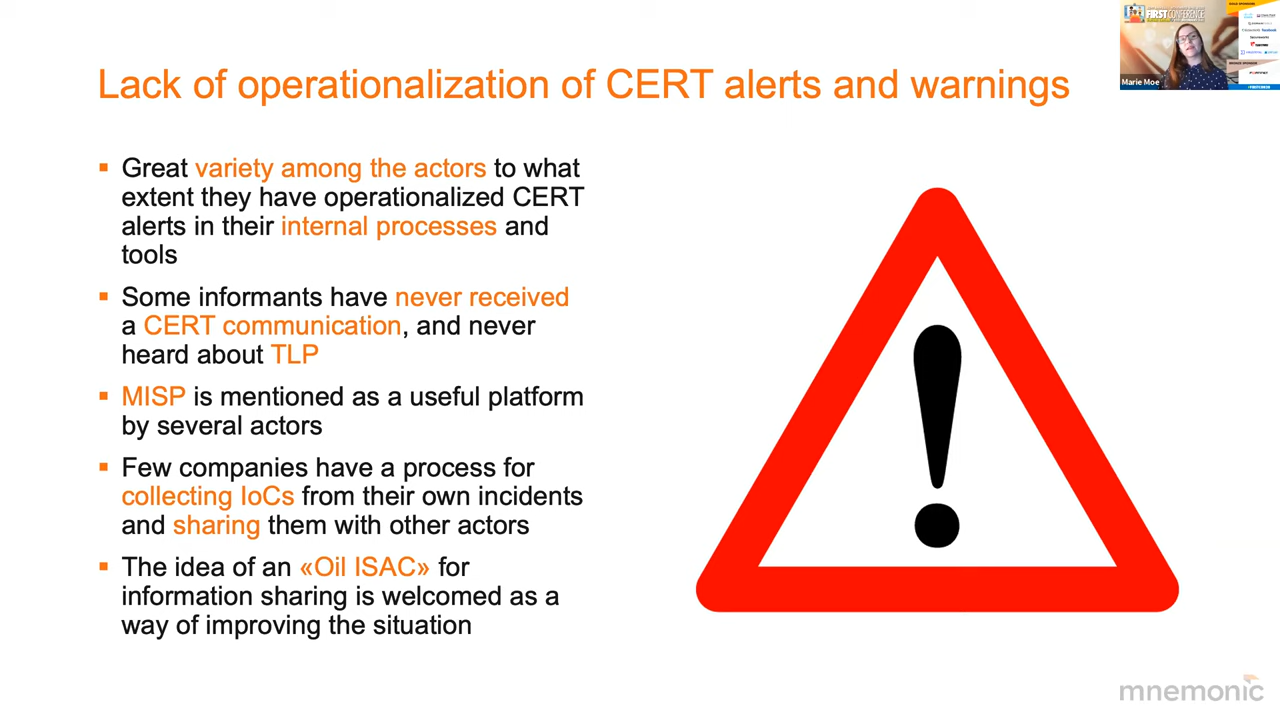 Lack of operationalization of CERT alerts and warnings
▪ Great variety among the actors to what
extent they have operationalized CERT
alerts in their internal processes and
tools
▪ Some informants have never received
a CERT communication, and never
heard about TLP
▪ MISP is mentioned as a useful platform
by several actors
▪ Few companies have a process for
collecting IoCs from their own incidents
and sharing them with other actors
▪ The idea of an «Oil ISAC» for
information sharing is welcomed as a
way of improving the situation
FIRSTCONFERENCE
Marie Moe
mnemonic